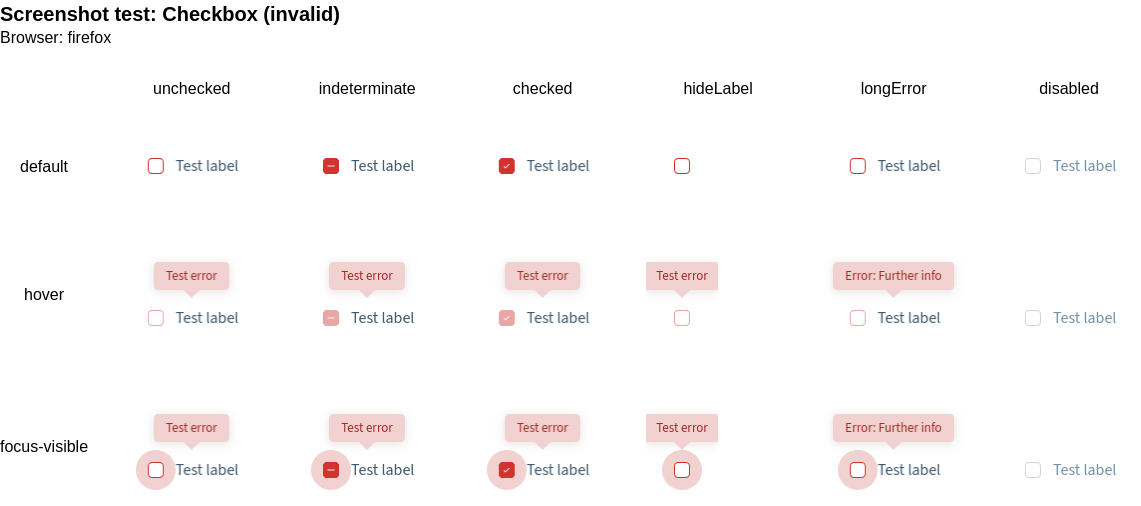 Screenshot test: Checkbox (invalid)
Browser: firefox
unchecked indeterminate checked hideLabel longError disabled
default Test label Test label Test label Test label Test label
Test error Test error Test error Test error Error: Further info
hover Test label Test label Test label Test label Test label
Test error Test error Test error Test error Error: Further info
focus-visible Test label Test label Test label Test label Test label